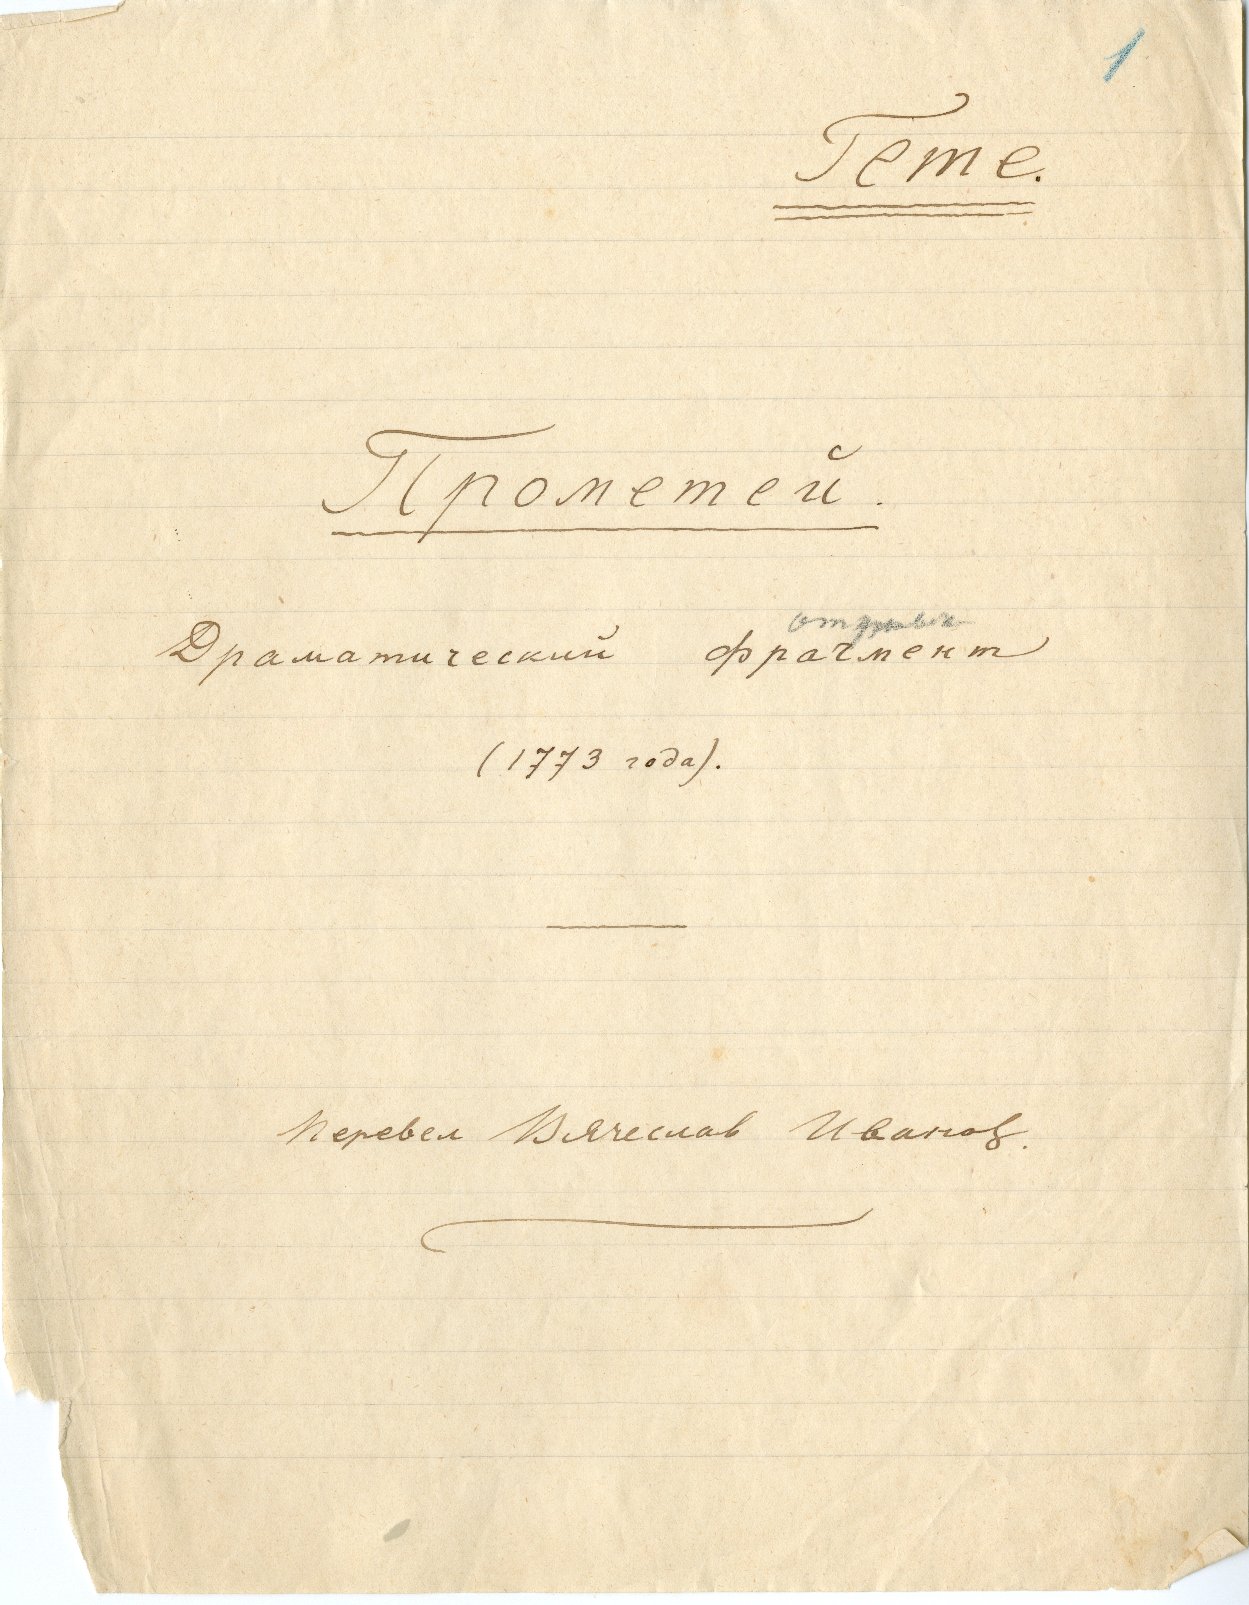 1
Гете.
Прометей.
отрывок
Драматический фрагмент
(1773 года).
Перевел Вячеслав Иванов.